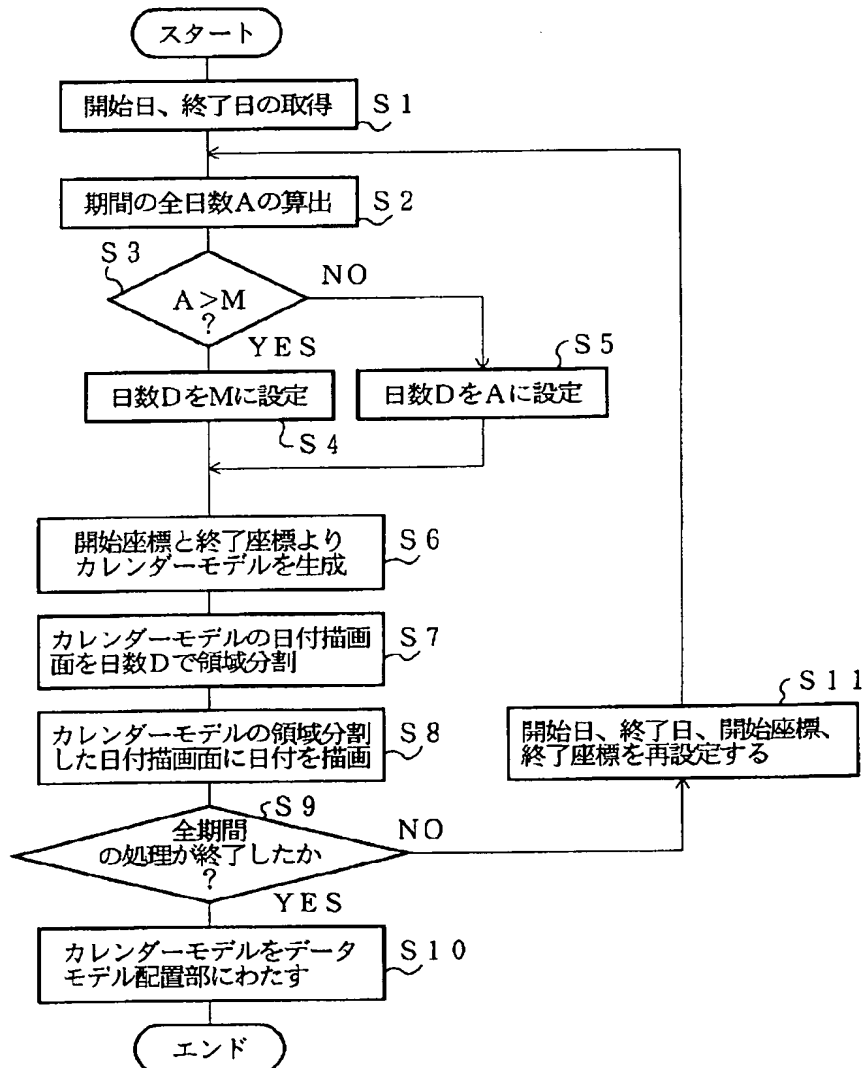 スタート
開始日、終了日の取得
S1
期間の全日数Aの算出
S2
S3
A>M
?
NO
YES
日数DをMに設定
S4
S5
日数DをAに設定
開始座標と終了座標より
カレンダーモデルを生成
S6
カレンダーモデルの日付描画
面を日数Dで領域分割
S7
カレンダーモデルの領域分割
した日付描画面に日付を描画
S8
S9
全期間
の処理が終了したか
?
NO
YES
S11
開始日、終了日、開始座標、
終了座標を再設定する
カレンダーモデルをデータ
モデル配置部にわたす
S10
エンド